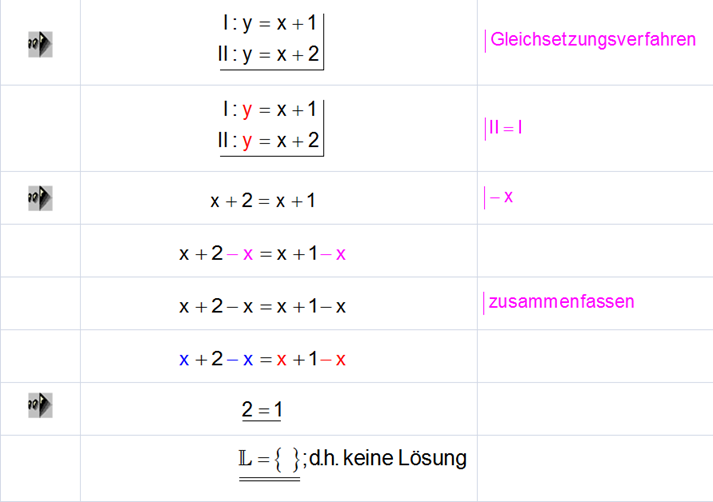 I : y = x + 1
II : y = x + 2
| Gleichsetzungsverfahren
I : y = x + 1
II : y = x + 2
| II = I
x + 2 = x + 1
| − x
x + 2 − x = x + 1 − x
x + 2 − x = x + 1 − x
| zusammenfassen
x + 2 − x = x + 1 − x
2 = 1
𝕃 = { } ; d.h. keine Lösung